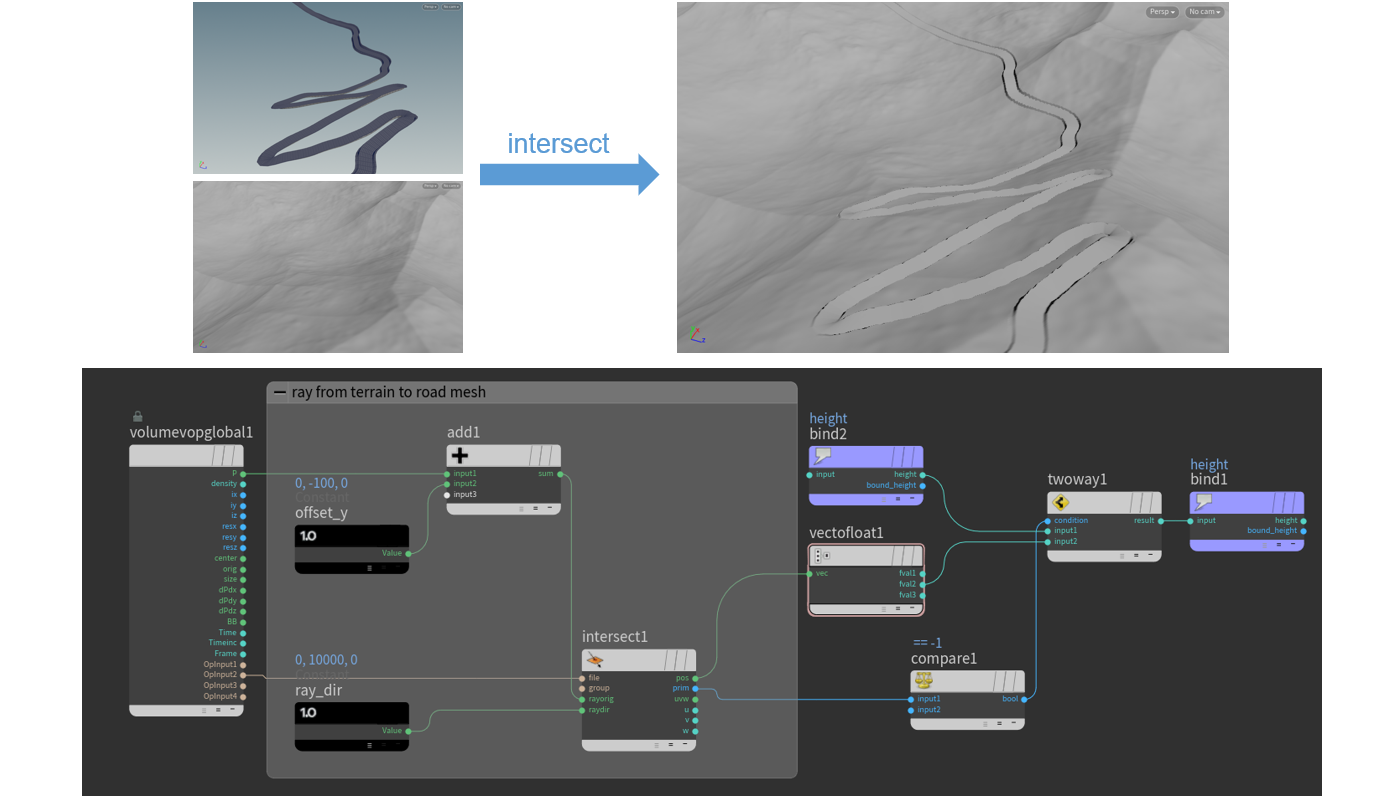 Persp
No cam
intersect
Persp
No cam
ray from terrain to road mesh
volumevopglobal1
P
density
ix
iy
iz
resx
resy
resz
center
orig
size
dPdx
dPdy
dPdz
BB
Time
Timeinc
Frame
OpInput1
OpInput2
OpInput3
OpInput4
0, -100, 0
Constant
offset_y
1.0
Value
add1
input1
sum
input2
input3
0, 10000, 0
Constant
ray_dir
1.0
Value
intersect1
file
pos
group
prim
rayorig
uvw
raydir
u
v
w
height
bind2
input
height
bound_height
vectofloat1
vec
fval1
fval2
fval3
== -1
compare1
input1
bool
input2
twoway1
condition
result
input1
input2
height
bind1
input
height
bound_height